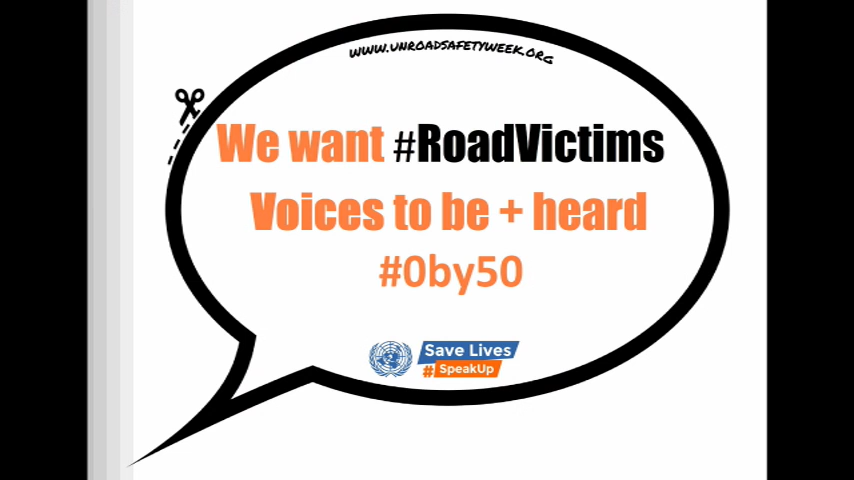 WWW.UNROADSAFETYWEEK.ORG
We want #RoadVictims
Voices to be + heard
#0by50
Save Lives
#SpeakUp